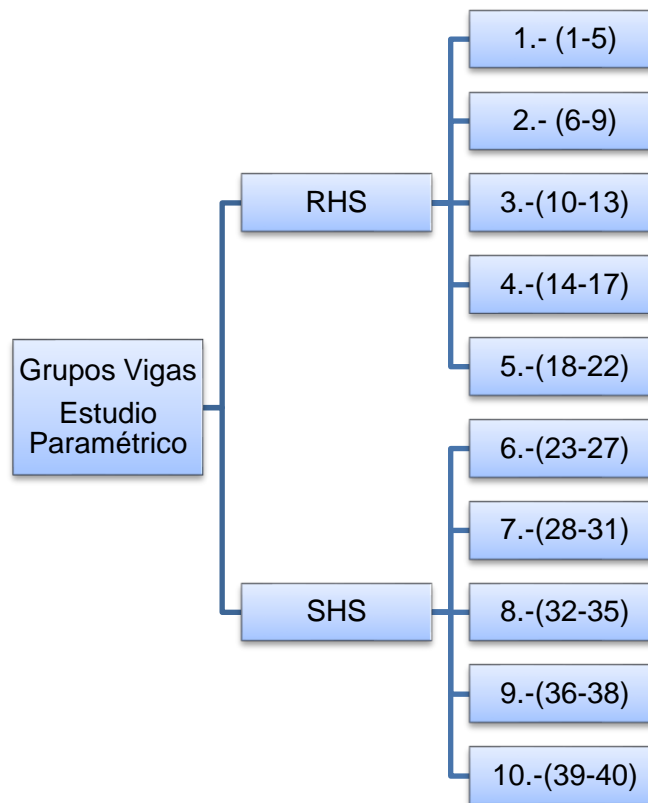 Grupos Vigas
Estudio
Paramétrico
RHS
1.- (1-5)
2.- (6-9)
3.-(10-13)
4.-(14-17)
5.-(18-22)
SHS
6.-(23-27)
7.-(28-31)
8.-(32-35)
9.-(36-38)
10.-(39-40)